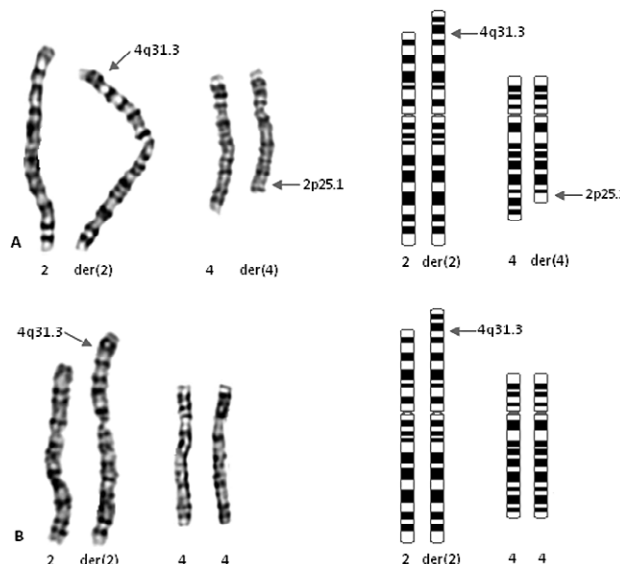 4q31.3
4q31.3
2p25.1
2p25.
A
2 der(2) 4 der(4)
2 der(2) 4 der(4)
4q31.3
4q31.3
B
2 der(2) 4 4
2 der(2) 4 4